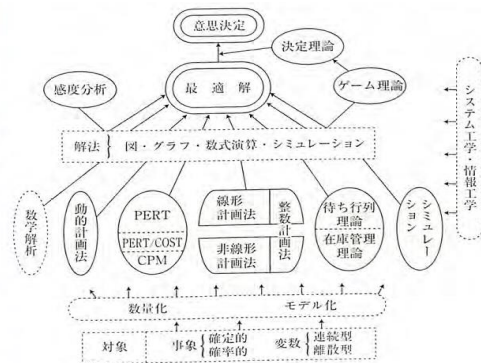 意思決定
決定理論
感度分析
最適解
ゲーム理論
解法{図・グラフ・数式演算・シミュレーション
システム工学・情報工学
数学解析
動的計画法
PERT
PERT/COST
CPM
線形
計画法
非線形
計画法
整数計画法
待ち行列
理論
在庫管理
理論
シミュレー
ション
数量化 モデル化
対象 事象{確定的 確率的 変数{連続型 離散型